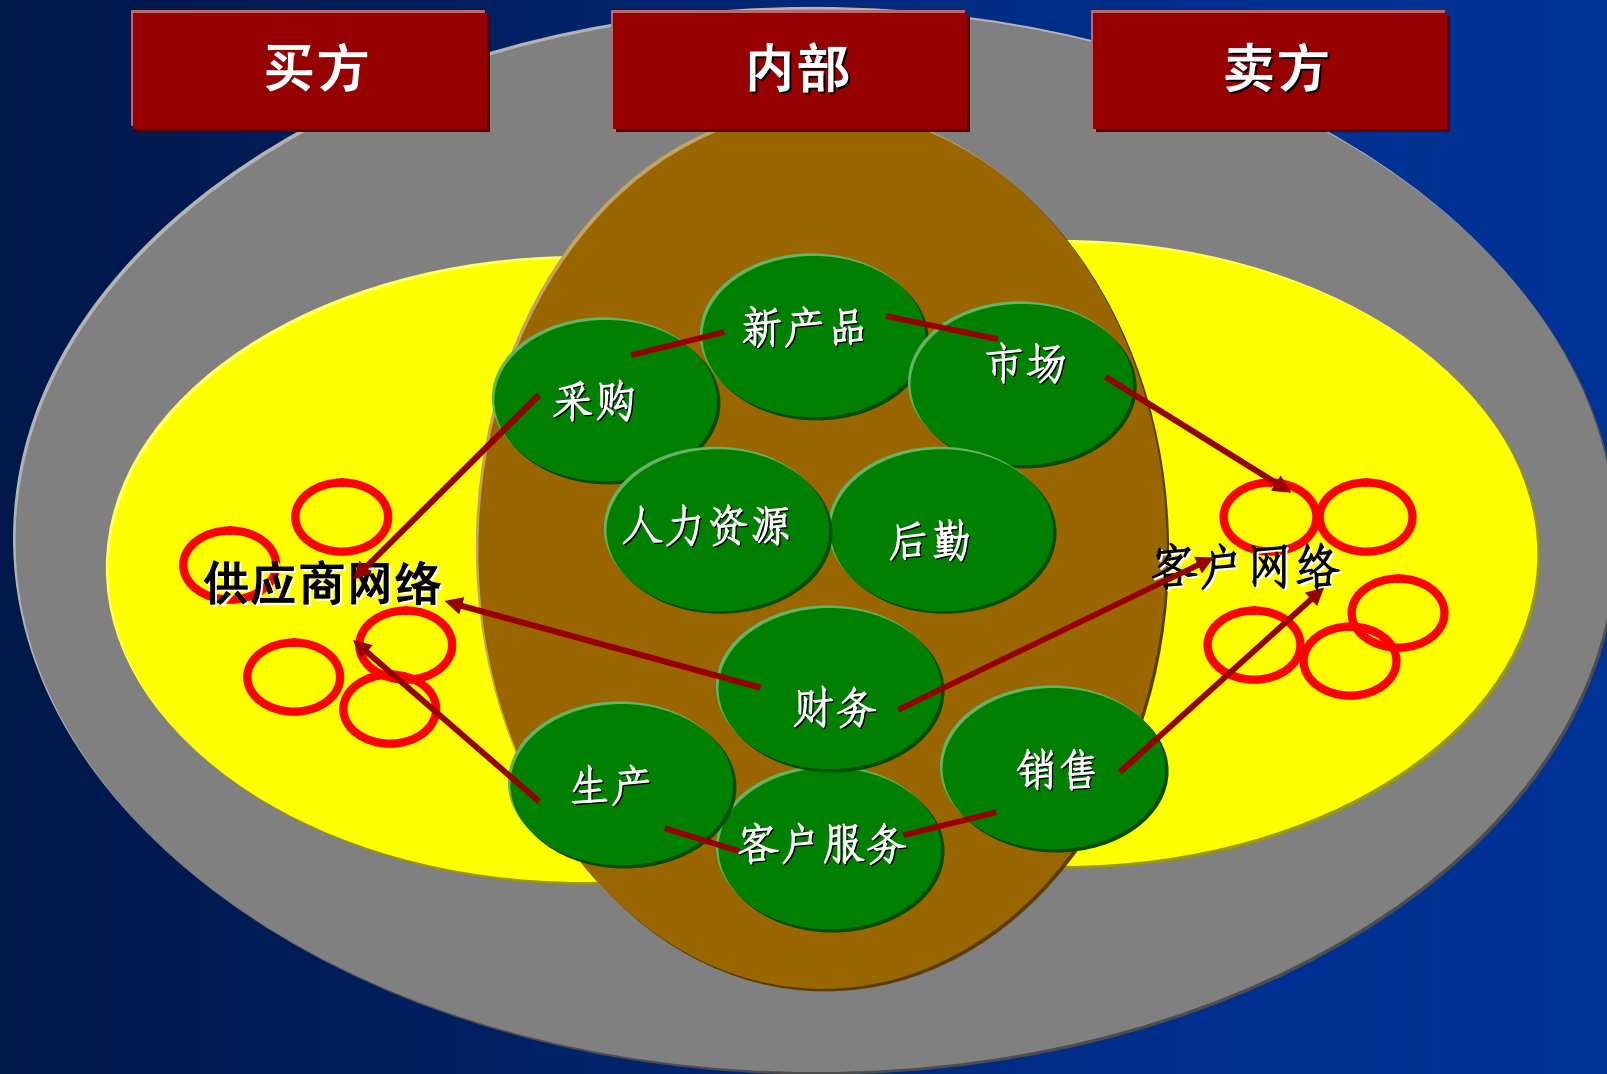 买方
内部
卖方
新产品
市场
采购
人力资源
后勤
供应商网络
客户网络
财务
生产
销售
客户服务